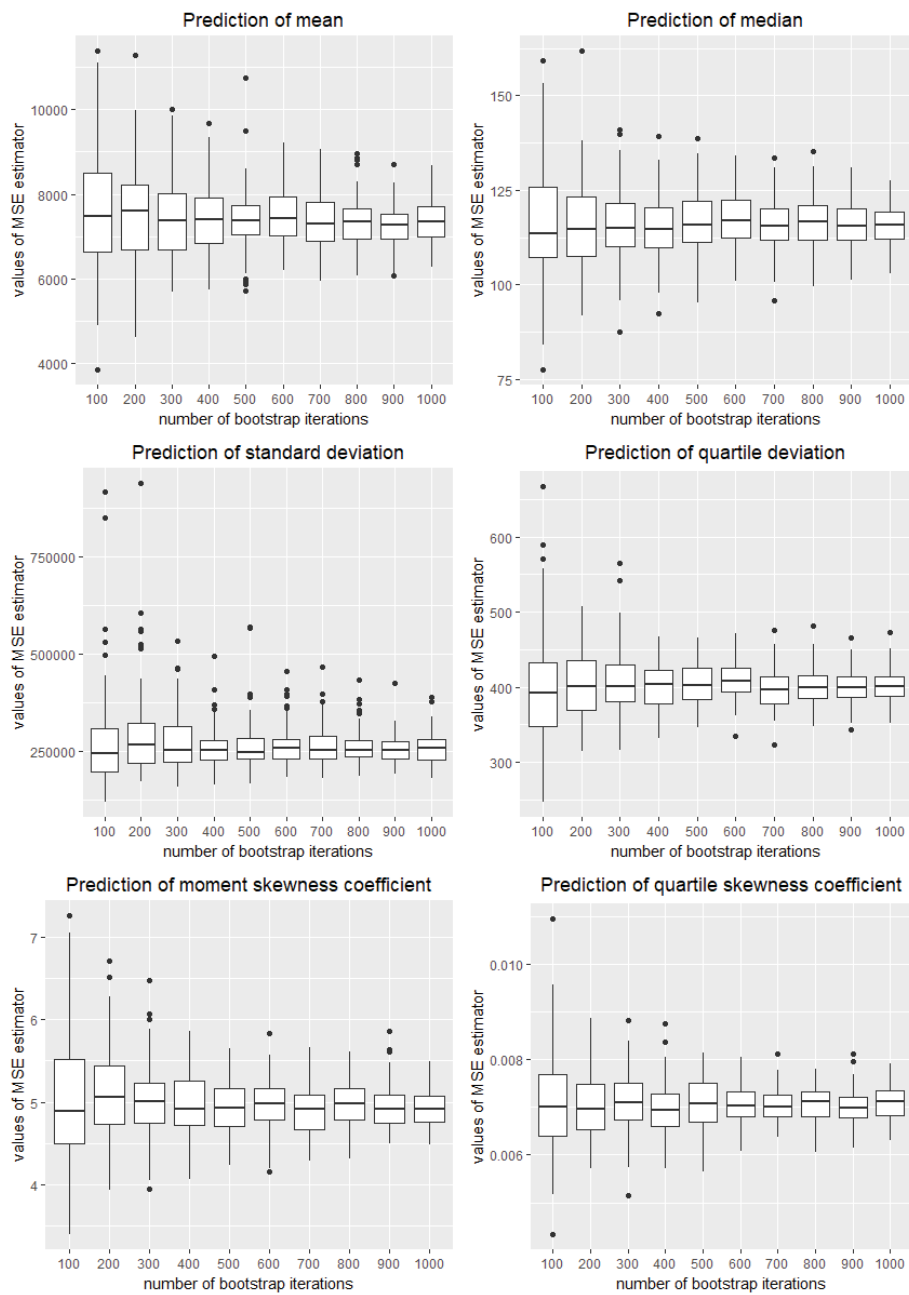 Prediction of mean
values of MSE estimator
10000
8000
6000
4000
100 200 300 400 500 600 700 800 900 1000
number of bootstrap iterations
Prediction of median
values of MSE estimator
150
125
100
75
100 200 300 400 500 600 700 800 900 1000
number of bootstrap iterations
Prediction of standard deviation
values of MSE estimator
750000
500000
250000
100 200 300 400 500 600 700 800 900 1000
number of bootstrap iterations
Prediction of quartile deviation
values of MSE estimator
600
500
400
300
100 200 300 400 500 600 700 800 900 1000
number of bootstrap iterations
Prediction of moment skewness coefficient
values of MSE estimator
7
6
5
4
100 200 300 400 500 600 700 800 900 1000
number of bootstrap iterations
Prediction of quartile skewness coefficient
values of MSE estimator
0.010
0.008
0.006
100 200 300 400 500 600 700 800 900 1000
number of bootstrap iterations